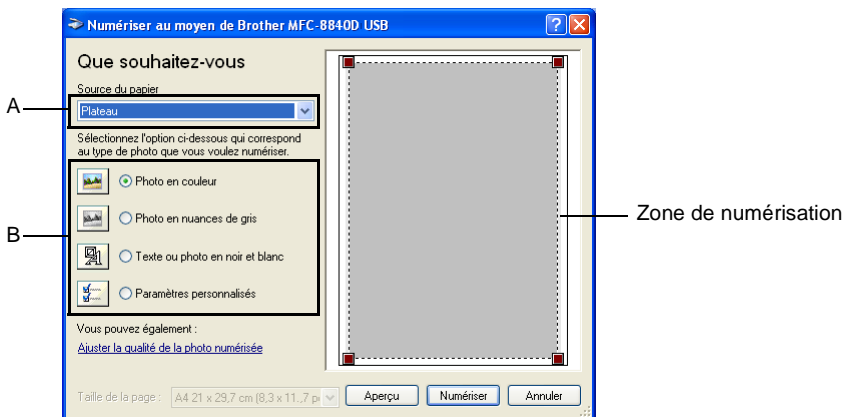 Numériser au moyen de Brother MFC-8840D USB
Que souhaitez-vous
Source du papier
A
Plateau
Sélectionnez l'option ci-dessous qui correspond
au type de photo que vous voulez numériser.
B
Photo en couleur
Photo en nuances de gris
Texte ou photo en noir et blanc
Paramètres personnalisés
Zone de numérisation
Vous pouvez également :
Ajuster la qualité de la photo numérisée
Taille de la page : A4 21 x 29,7 cm (8,3 x 11.,7 p
Aperçu Numériser Annuler